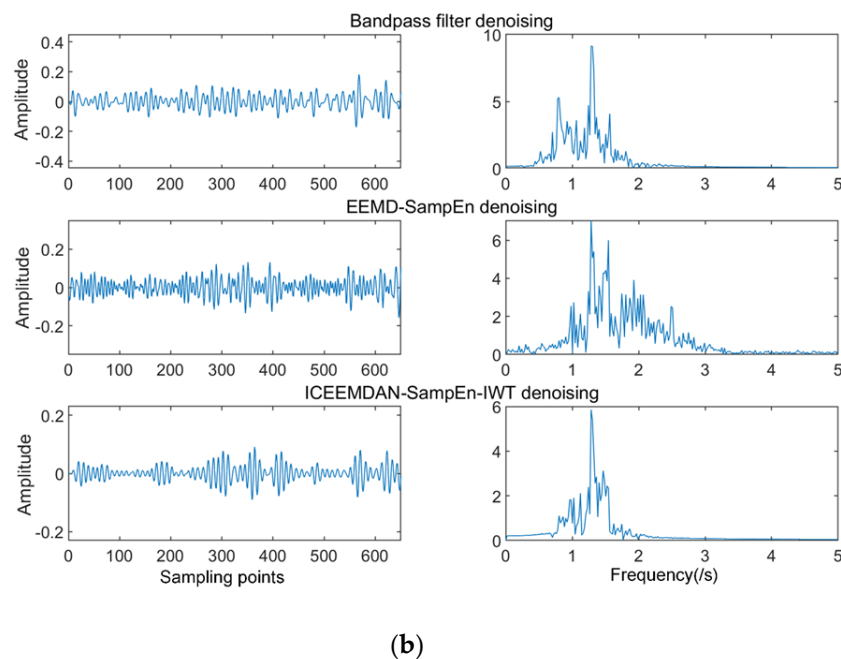 Bandpass filter denoising
Amplitude
0.4
0.2
0
-0.2
-0.4
0 100 200 300 400 500 600
10
5
0
0 1 2 3 4 5
EEMD-SampEn denoising
Amplitude
0.2
0
-0.2
0 100 200 300 400 500 600
6
4
2
0
0 1 2 3 4 5
ICEEMDAN-SampEn-IWT denoising
Amplitude
0.2
0
-0.2
0 100 200 300 400 500 600
Sampling points
6
4
2
0
0 1 2 3 4 5
Frequency(/s)
(b)